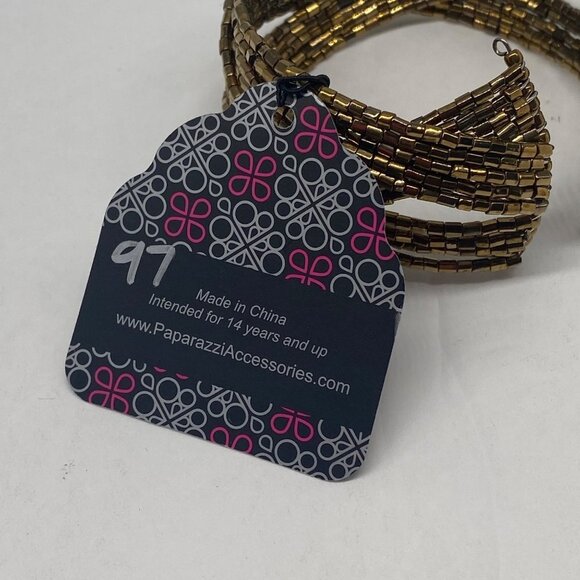 97
Made in China
Intended for 14 years and up
www.PaparazziAccessories.com